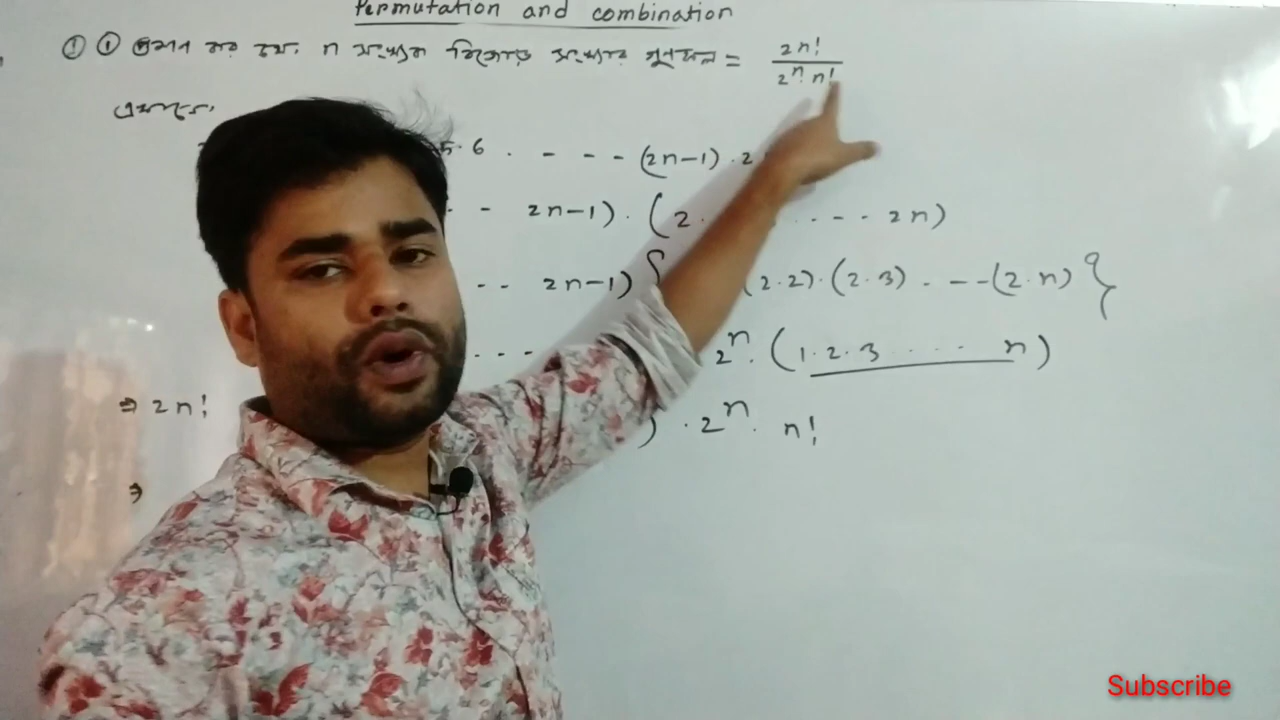 Permutation and combination
① ① প্রমাণ কর যে, n সংখ্যক বিজোড় সংখ্যার গুণফল = 2n! / 2ⁿ. n!
5.6 . - - - (2n-1) . 2
- - 2n-1) . (2. . - - - 2n)
- - 2n-1) { (2.2).(2.3) . - - -(2.n) }
- - - - 2ⁿ. (1.2.3 . . . . n)
⇒ 2n! ) . 2ⁿ. n!
⇒
Subscribe